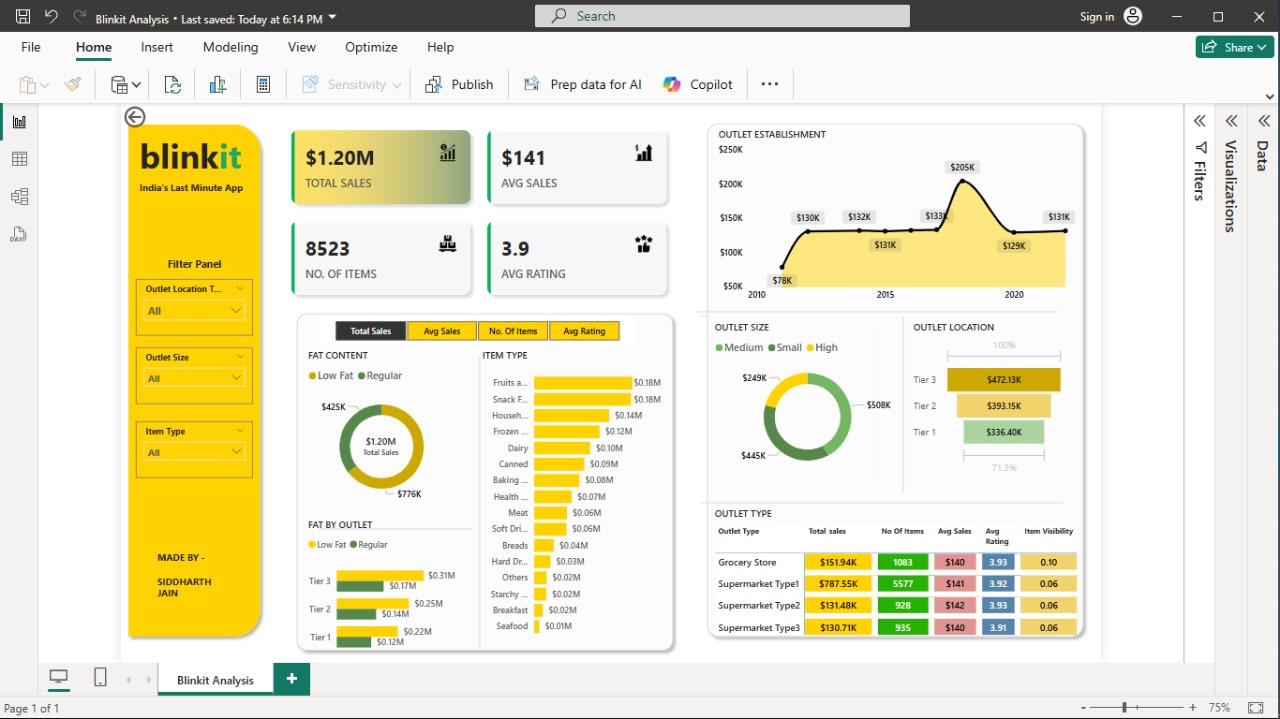 Blinkit Analysis • Last saved: Today at 6:14 PM
Search
Sign in
File Home Insert Modeling View Optimize Help
Share
Sensitivity
Publish
Prep data for AI
Copilot
blinkit
India's Last Minute App
Filter Panel
Outlet Location T...
All
Outlet Size
All
Item Type
All
MADE BY -
SIDDHARTH
JAIN
$1.20M
TOTAL SALES
$141
AVG SALES
8523
NO. OF ITEMS
3.9
AVG RATING
Total Sales Avg Sales No. Of Items Avg Rating
FAT CONTENT
Low Fat Regular
$425K
$1.20M
Total Sales
$776K
FAT BY OUTLET
Low Fat Regular
Tier 3 $0.31M
$0.17M
Tier 2 $0.25M
$0.14M
Tier 1 $0.22M
$0.12M
ITEM TYPE
Fruits a... $0.18M
Snack F... $0.18M
Househ... $0.14M
Frozen ... $0.12M
Dairy $0.10M
Canned $0.09M
Baking ... $0.08M
Health ... $0.07M
Meat $0.06M
Soft Dri... $0.06M
Breads $0.04M
Hard Dr... $0.03M
Others $0.02M
Starchy ... $0.02M
Breakfast $0.02M
Seafood $0.01M
OUTLET ESTABLISHMENT
$250K
$200K
$150K
$100K
$50K
$78K
$130K
$132K
$131K
$133K
$205K
$129K
$131K
2010 2015 2020
OUTLET SIZE
Medium Small High
$249K
$508K
$445K
OUTLET LOCATION
100%
Tier 3 $472.13K
Tier 2 $393.15K
Tier 1 $336.40K
71.3%
OUTLET TYPE
Outlet Type Total sales No Of Items Avg Sales Avg Rating Item Visibility
Grocery Store $151.94K 1083 $140 3.93 0.10
Supermarket Type1 $787.55K 5577 $141 3.92 0.06
Supermarket Type2 $131.48K 928 $142 3.93 0.06
Supermarket Type3 $130.71K 935 $140 3.91 0.06
Filters
Visualizations
Data
Blinkit Analysis
Page 1 of 1
75%